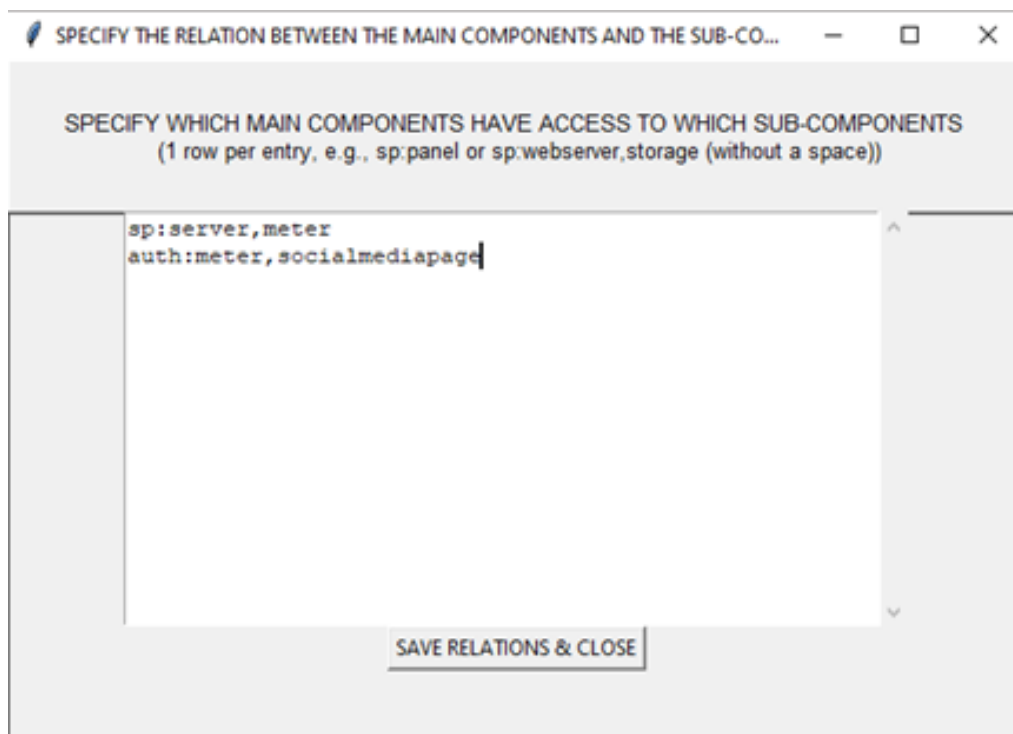 SPECIFY THE RELATION BETWEEN THE MAIN COMPONENTS AND THE SUB-CO...
SPECIFY WHICH MAIN COMPONENTS HAVE ACCESS TO WHICH SUB-COMPONENTS
(1 row per entry, e.g., sp:panel or sp:webserver,storage (without a space))
sp:server,meter
auth:meter,socialmediapage
SAVE RELATIONS & CLOSE